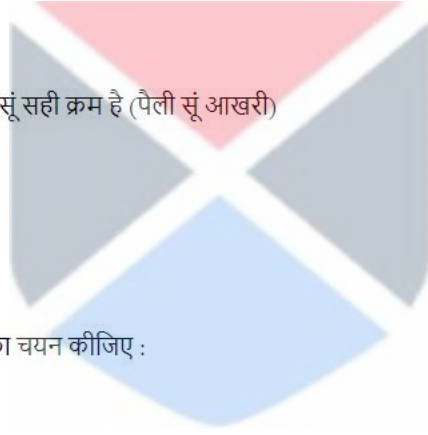 सूं सही क्रम है (पैली सूं आखरी)
चयन कीजिए :